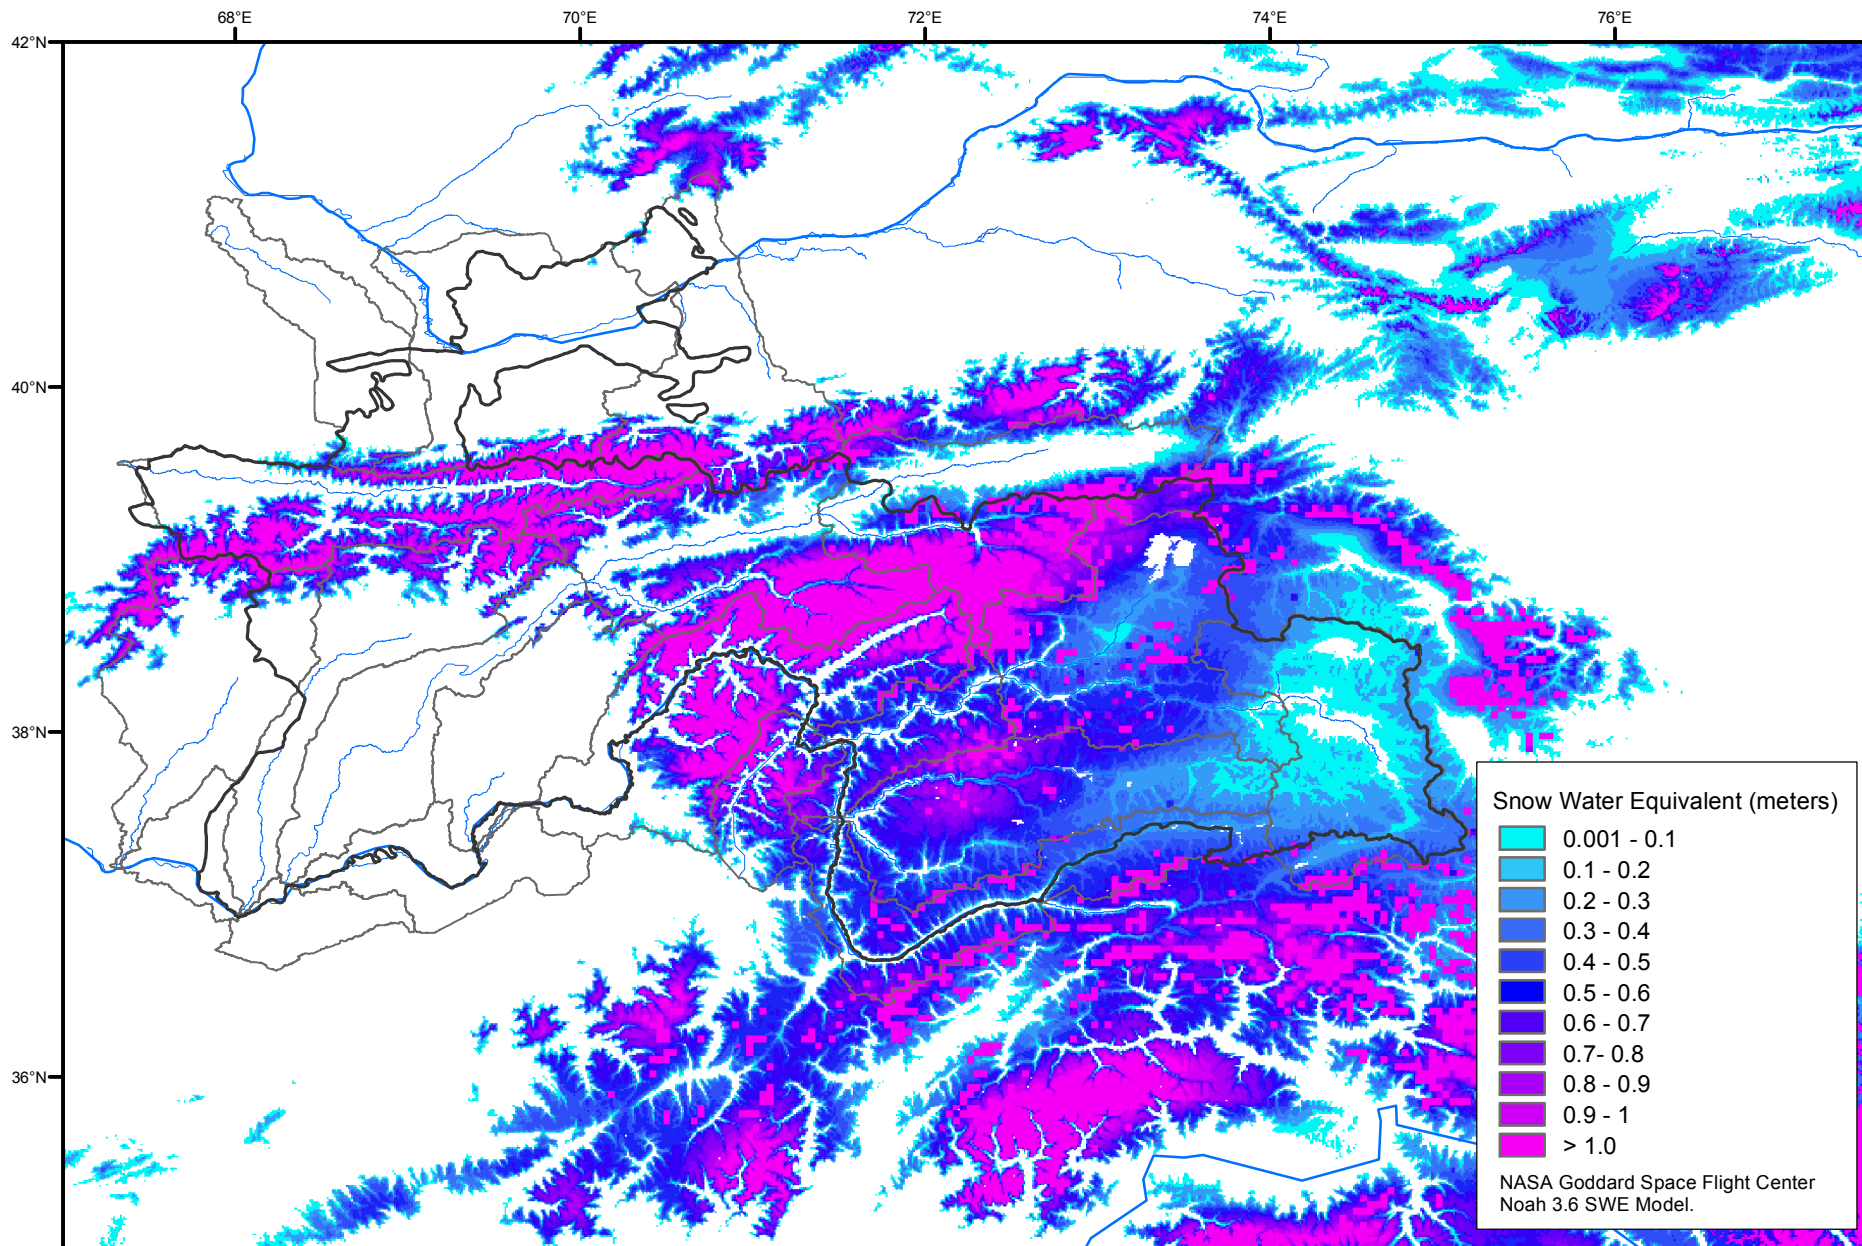 68°E
70°E
72°E
74°E
76°E
42°N
40°N
38°N
36°N
Snow Water Equivalent (meters)
0.001 - 0.1
0.1 - 0.2
0.2 - 0.3
0.3 - 0.4
0.4 - 0.5
0.5 - 0.6
0.6 - 0.7
0.7- 0.8
0.8 - 0.9
0.9 - 1
> 1.0
NASA Goddard Space Flight Center
Noah 3.6 SWE Model.